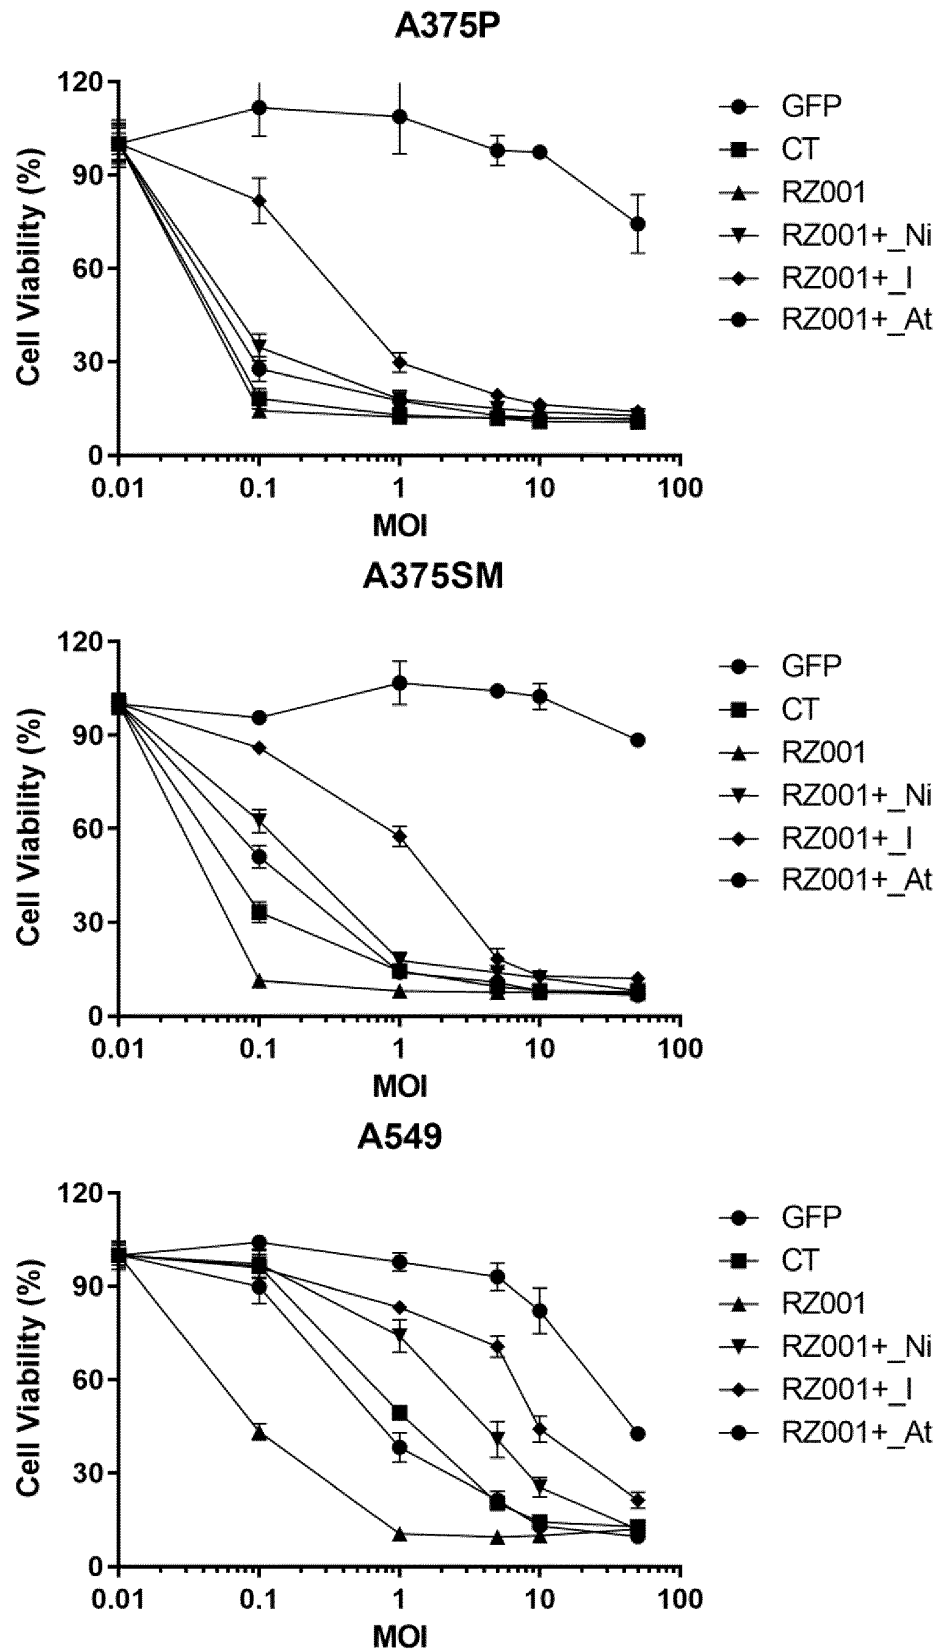 A375P
120
90
60
30
0
Cell Viability (%)
0.01 0.1 1 10 100
MOI
GFP
CT
RZ001
RZ001+_Ni
RZ001+_I
RZ001+_At
A375SM
120
90
60
30
0
Cell Viability (%)
0.01 0.1 1 10 100
MOI
GFP
CT
RZ001
RZ001+_Ni
RZ001+_I
RZ001+_At
A549
120
90
60
30
0
Cell Viability (%)
0.01 0.1 1 10 100
MOI
GFP
CT
RZ001
RZ001+_Ni
RZ001+_I
RZ001+_At